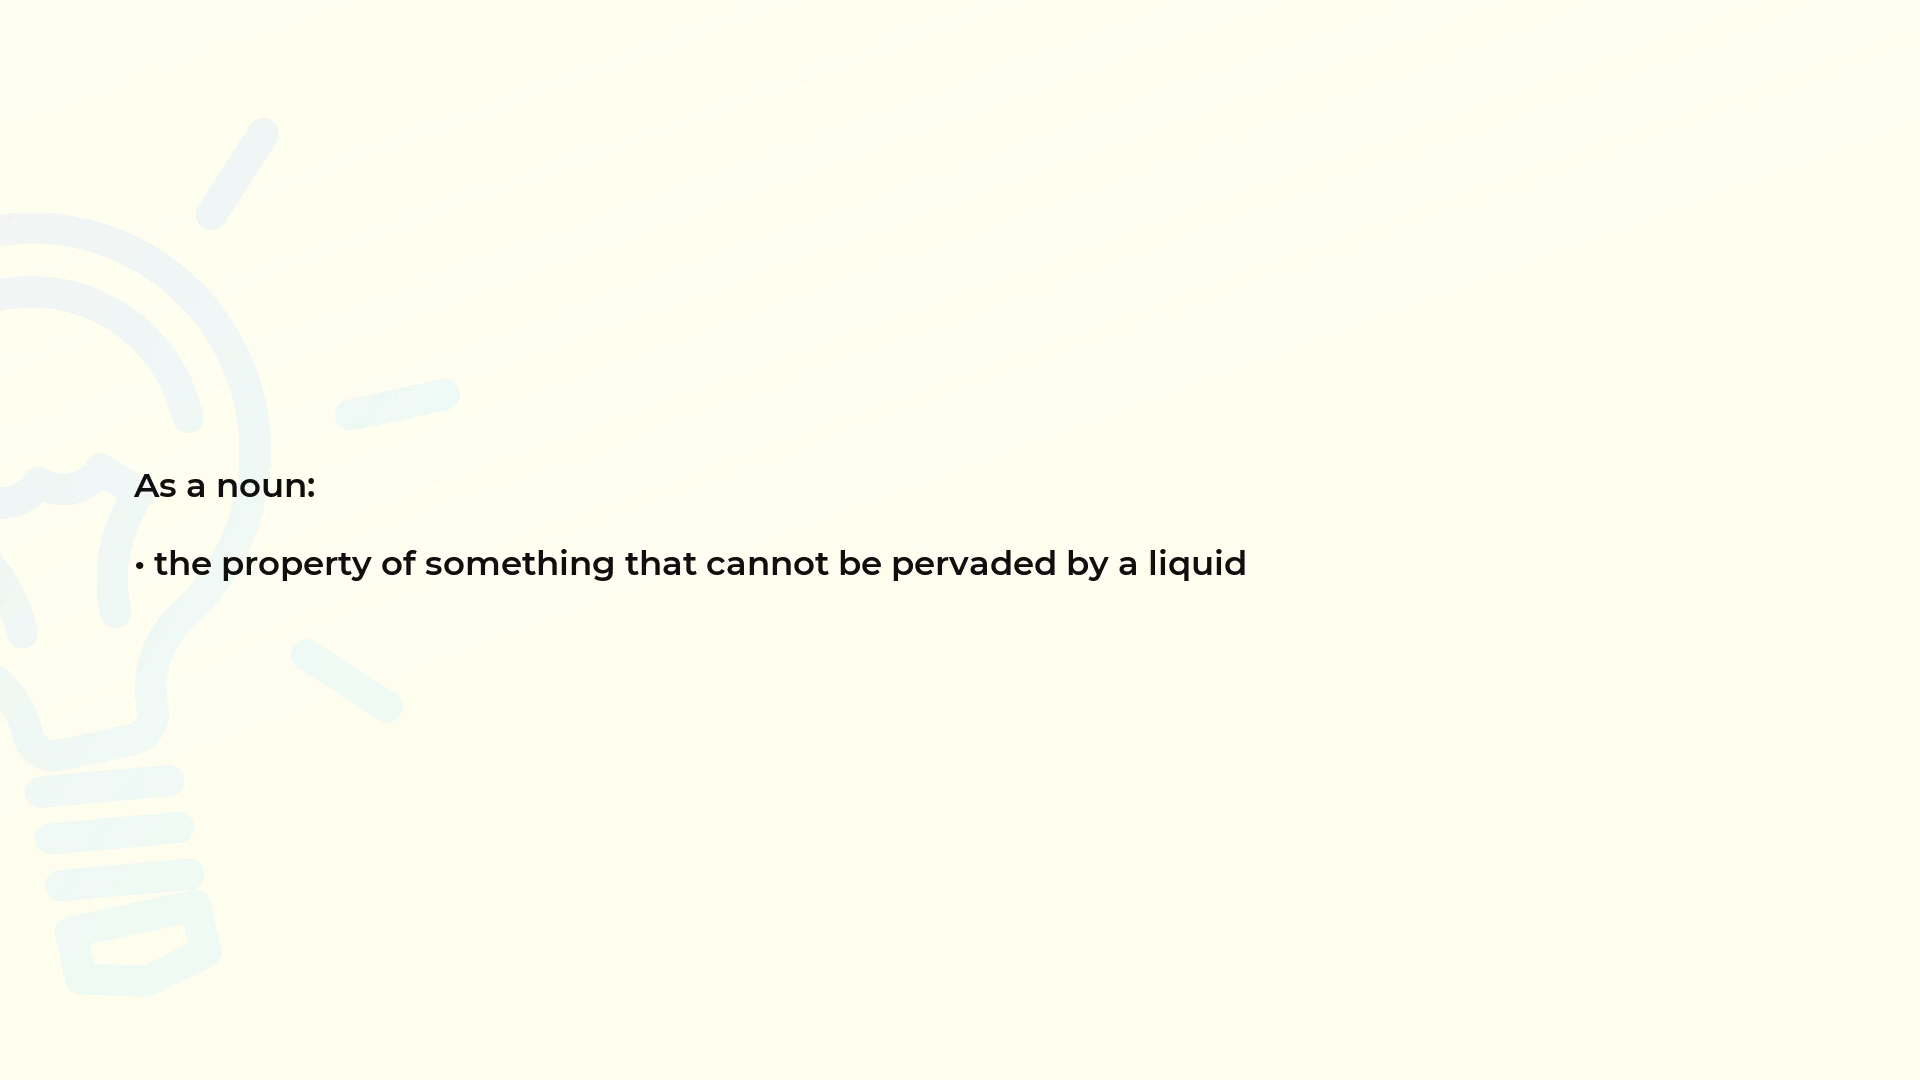 As a noun:
• the property of something that cannot be pervaded by a liquid